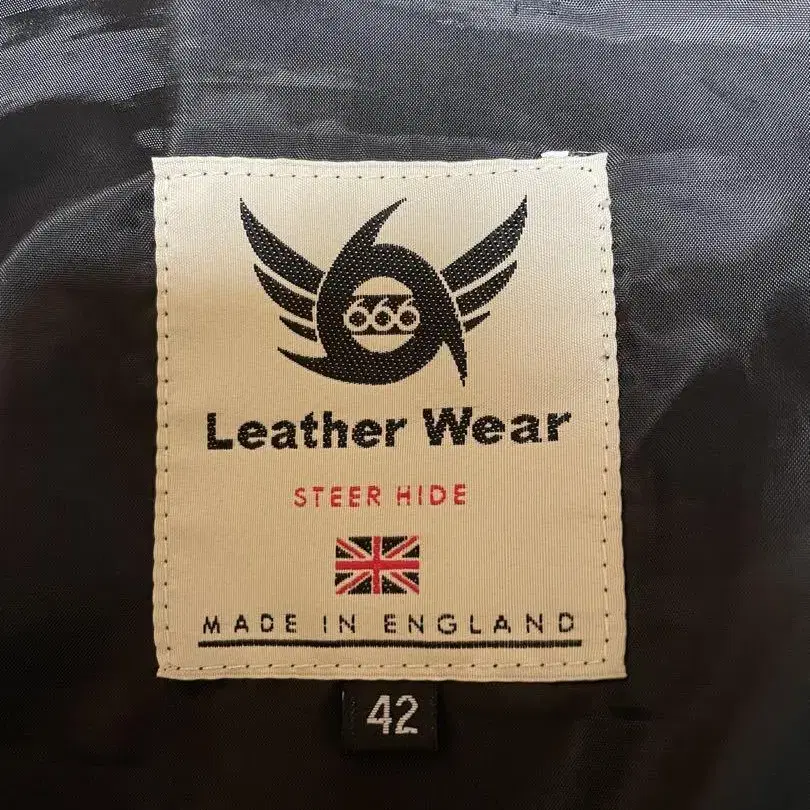 666
Leather Wear
STEER HIDE
MADE IN ENGLAND
42